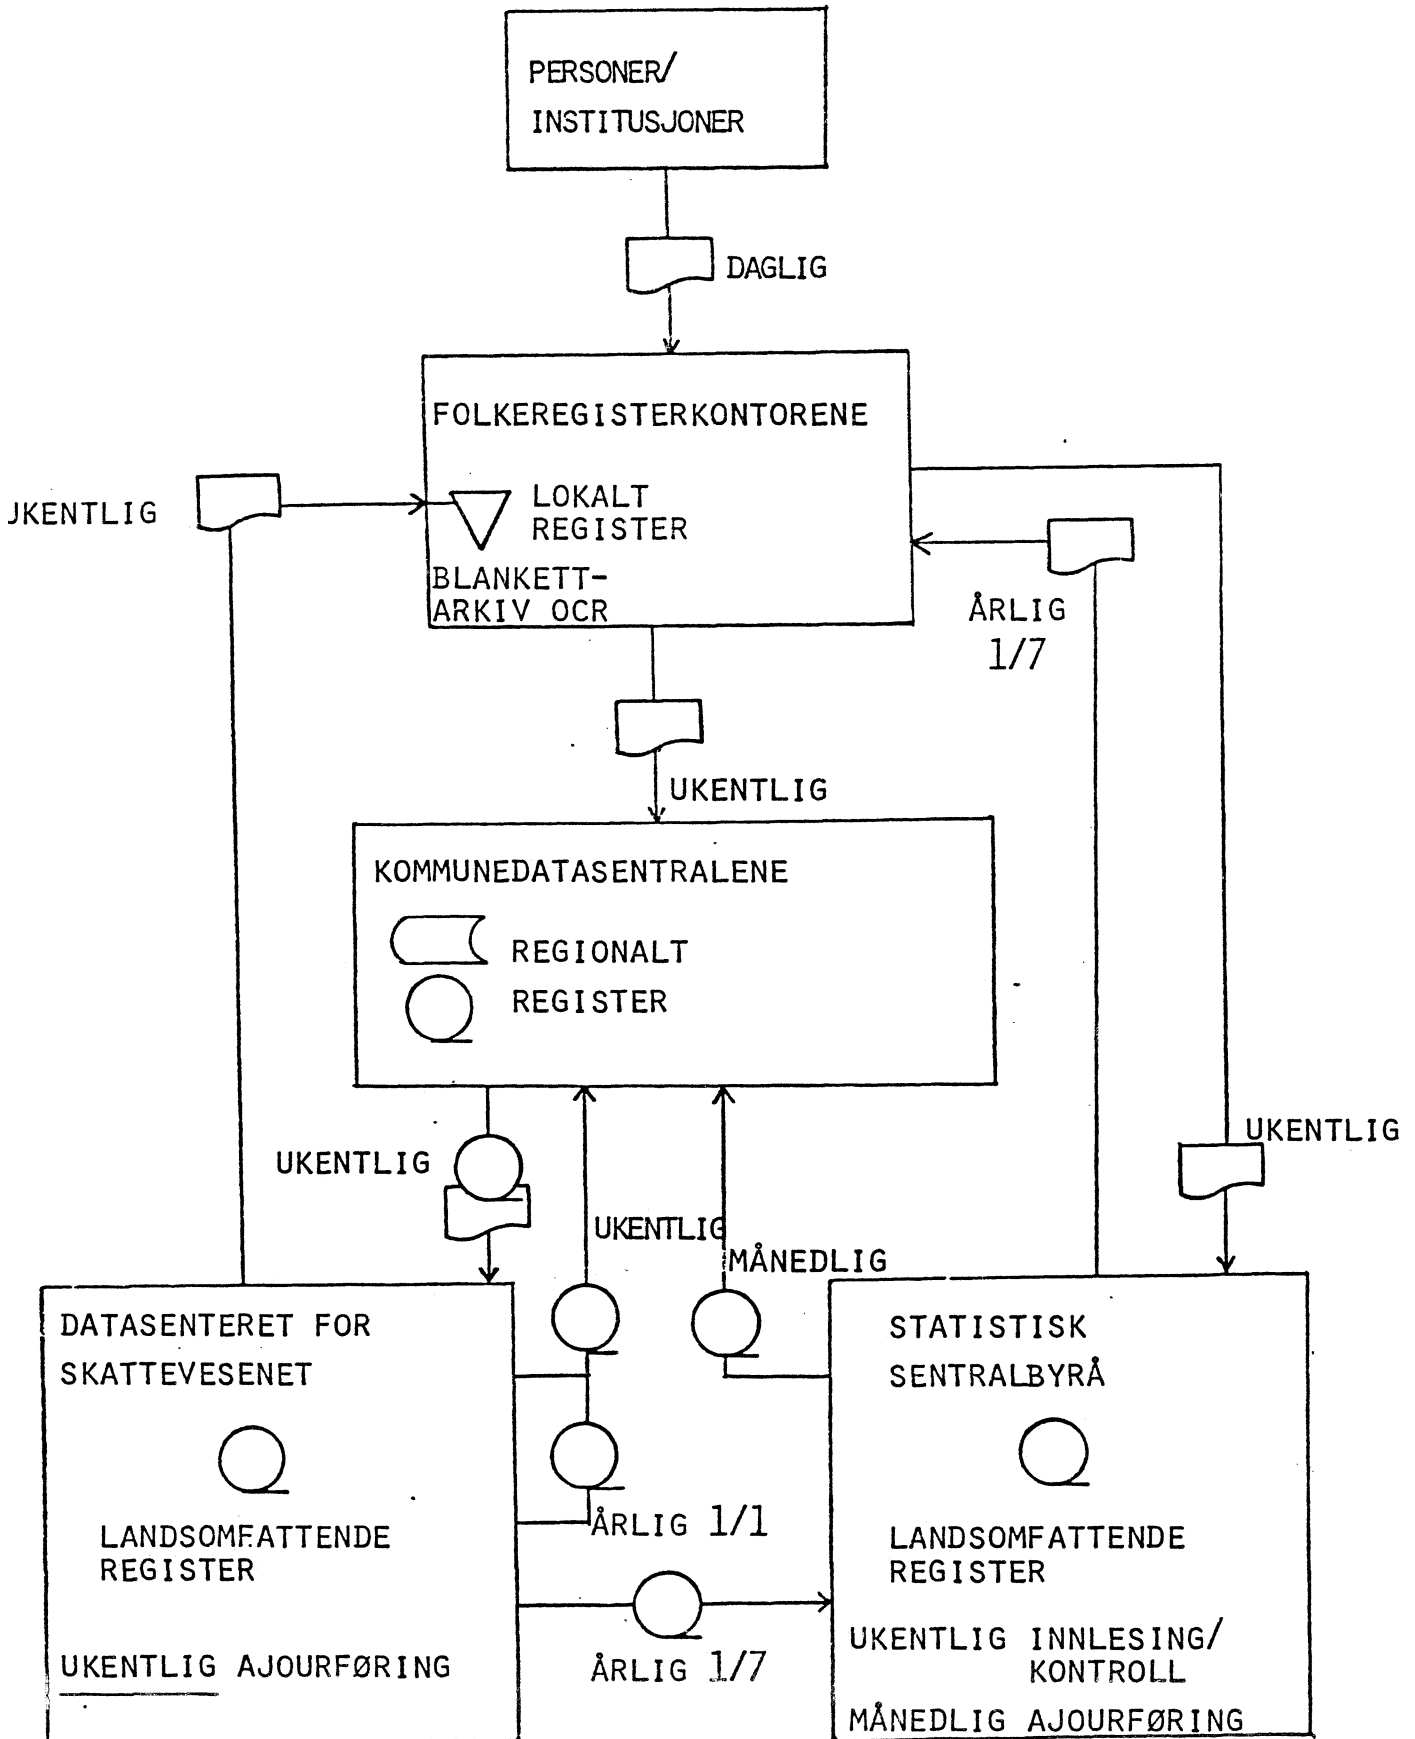 PERSONER/
INSTITUSJONER
DAGLIG
FOLKEREGISTERKONTORENE
LOKALT
REGISTER
BLANKETT-
ARKIV OCR
UKENTLIG
ÅRLIG
1/7
UKENTLIG
KOMMUNEDATASENTRALENE
REGIONALT
REGISTER
UKENTLIG
UKENTLIG
UKENTLIG
MÅNEDLIG
DATASENTERET FOR
SKATTEVESENET
LANDSOMFATTENDE
REGISTER
UKENTLIG AJOURFØRING
ÅRLIG 1/1
ÅRLIG 1/7
STATISTISK
SENTRALBYRÅ
LANDSOMFATTENDE
REGISTER
UKENTLIG INNLESING/
KONTROLL
MÅNEDLIG AJOURFØRING